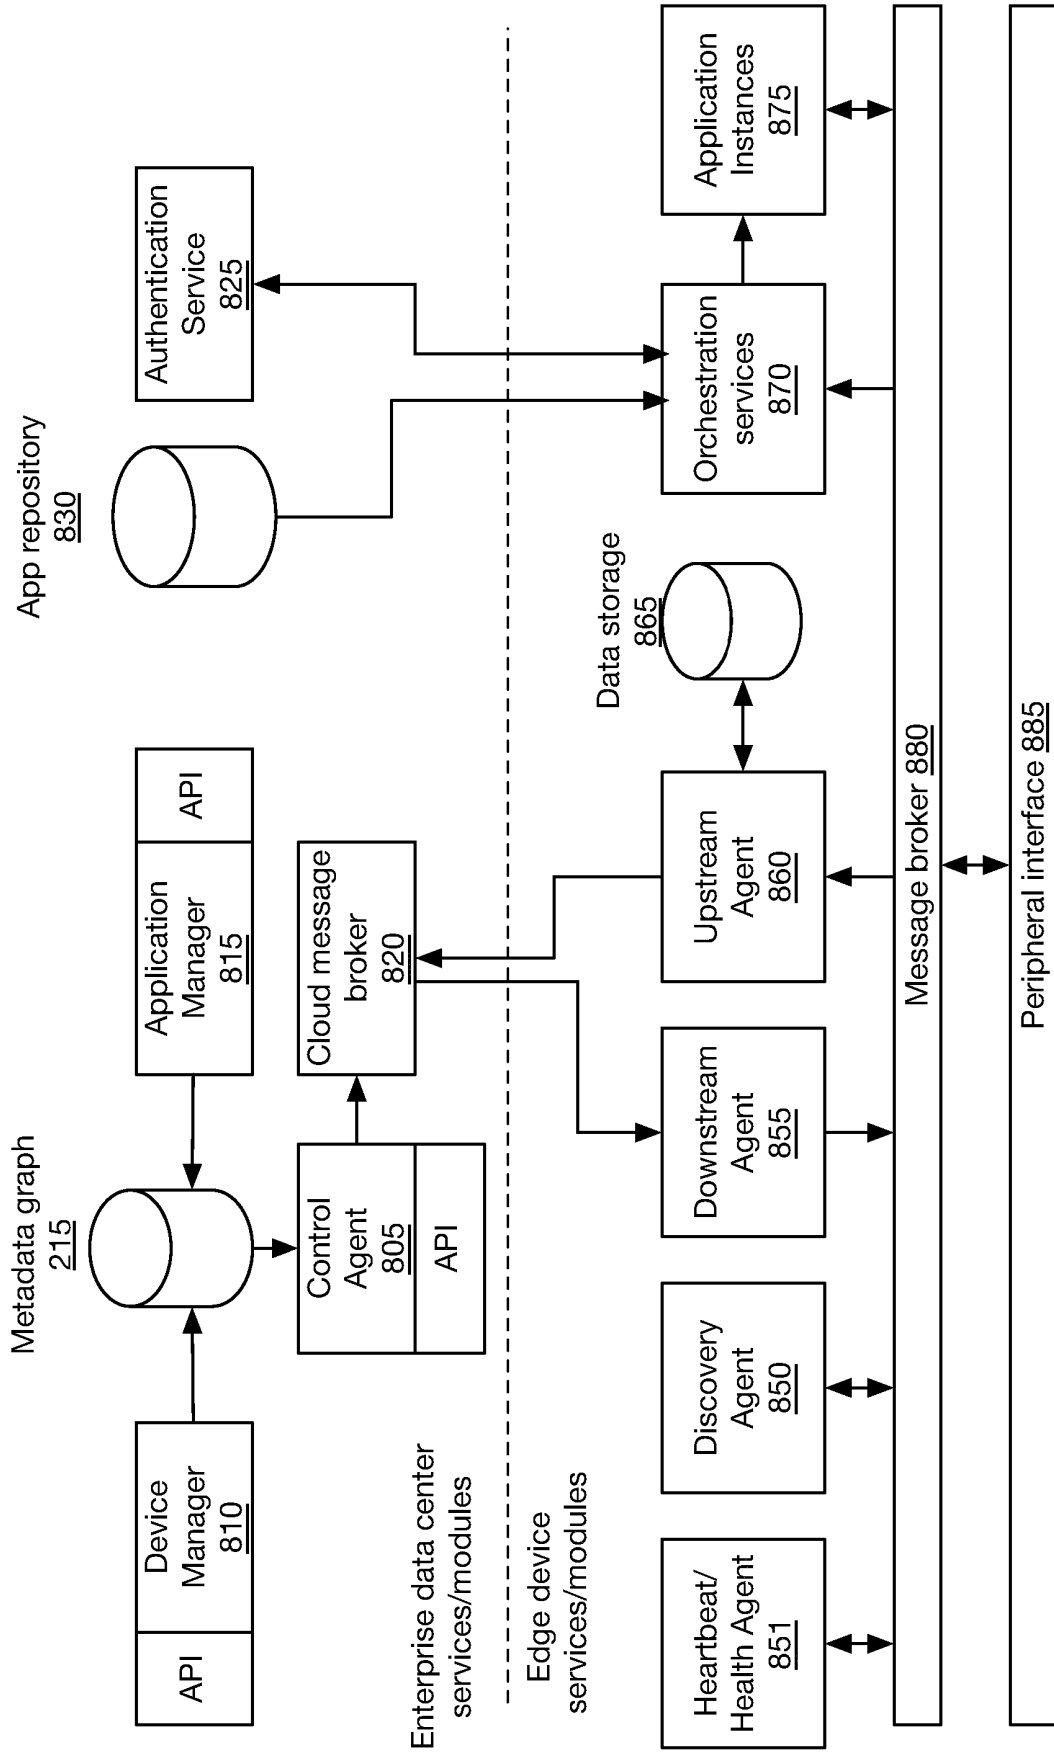 Metadata graph
215
App repository
830
API
Device
Manager
810
Application
Manager
815
API
Authentication
Service
825
Control
Agent
805
API
Cloud message
broker
820
Enterprise data center
services/modules
Edge device
services/modules
Data storage
865
Heartbeat/
Health Agent
851
Discovery
Agent
850
Downstream
Agent
855
Upstream
Agent
860
Orchestration
services
870
Application
Instances
875
Message broker 880
Peripheral interface 885